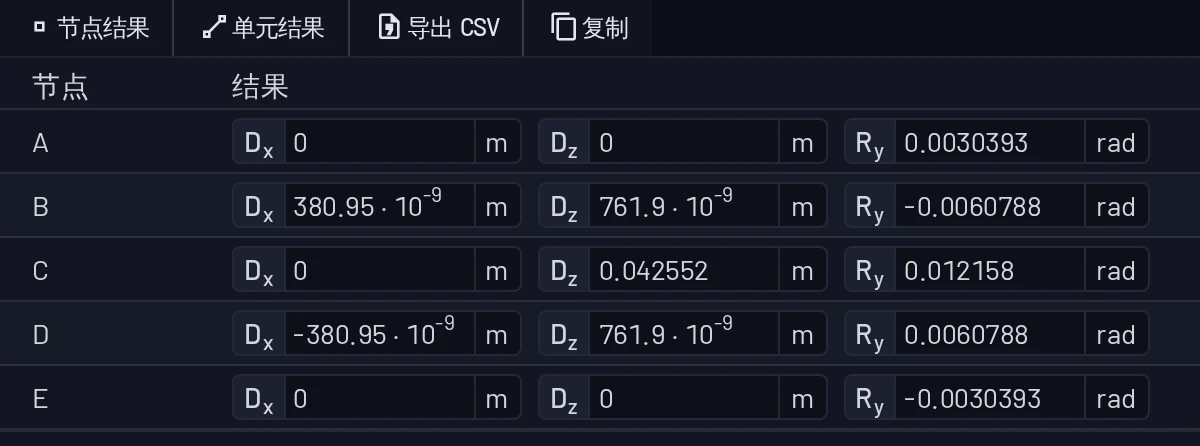 节点结果 单元结果 导出 CSV 复制
节点 结果
A Dx 0 m Dz 0 m Ry 0.0030393 rad
B Dx 380.95 · 10^-9 m Dz 761.9 · 10^-9 m Ry -0.0060788 rad
C Dx 0 m Dz 0.042552 m Ry 0.012158 rad
D Dx -380.95 · 10^-9 m Dz 761.9 · 10^-9 m Ry 0.0060788 rad
E Dx 0 m Dz 0 m Ry -0.0030393 rad